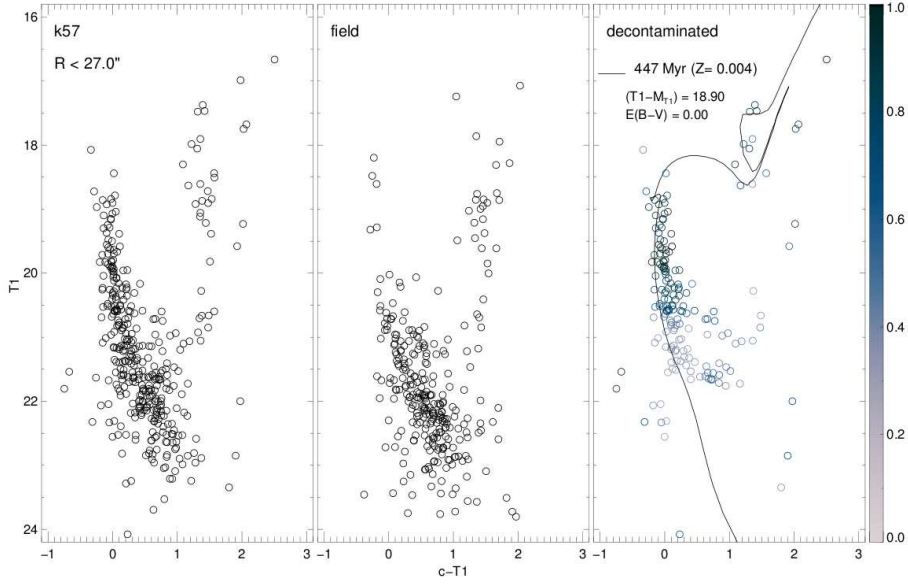 k57
R < 27.0"
field
decontaminated
447 Myr (Z= 0.004)
(T1−M_T1) = 18.90
E(B−V) = 0.00
T1
16
18
20
22
24
−1 0 1 2 3
−1 0 1 2 3
−1 0 1 2 3
c−T1
1.0
0.8
0.6
0.4
0.2
0.0